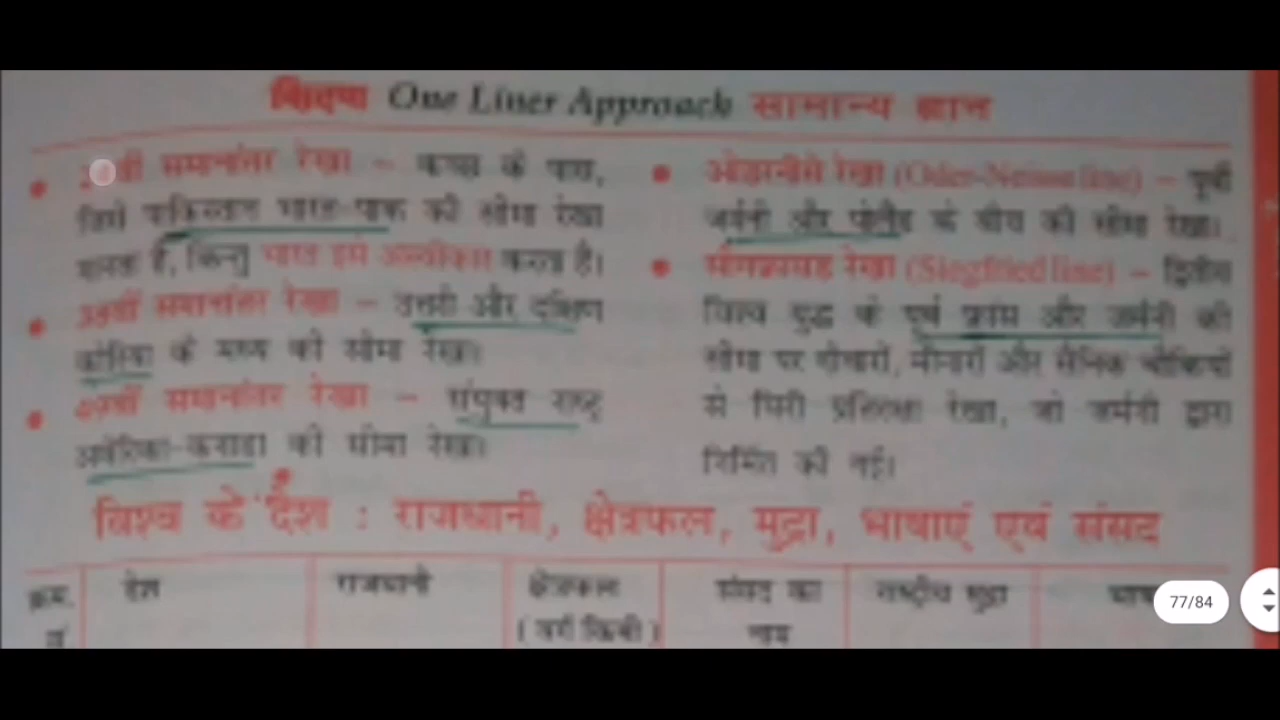 One Liner Approach सामान्य ज्ञान
वीं समानांतर रेखा – कच्छ के पास,
जिसे पाकिस्तान भारत-पाक की सीमा रेखा
मानता है, किन्तु भारत इसे अस्वीकार करता है।
38वीं समानांतर रेखा – उत्तरी और दक्षिण
कोरिया के मध्य की सीमा रेखा।
49वीं समानांतर रेखा – संयुक्त राष्ट्र
अमेरिका-कनाडा की सीमा रेखा।
ओडरनीसे रेखा (Oder-Neisse line) – पूर्वी
जर्मनी और पोलैंड के बीच की सीमा रेखा।
सीगफ्रायड रेखा (Siegfried line) – द्वितीय
विश्व युद्ध के पूर्व फ्रांस और जर्मनी की
सीमा पर मीनारों और सैनिक चौकियों
से घिरी प्रतिरक्षा रेखा, जो जर्मनी द्वारा
निर्मित की गई।
विश्व के देश : राजधानी, क्षेत्रफल, मुद्रा, भाषाएं एवं संसद
क्रम. देश राजधानी क्षेत्रफल संसद का राष्ट्रीय मुद्रा
(वर्ग किमी) नाम
77/84